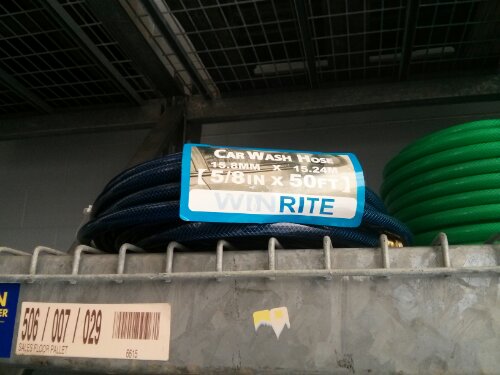 CAR WASH HOSE
15.8MM X 15.24M
[5/8IN X 50FT]
WINRITE
506 / 007 / 029
SALES FLOOR PALLET
6615